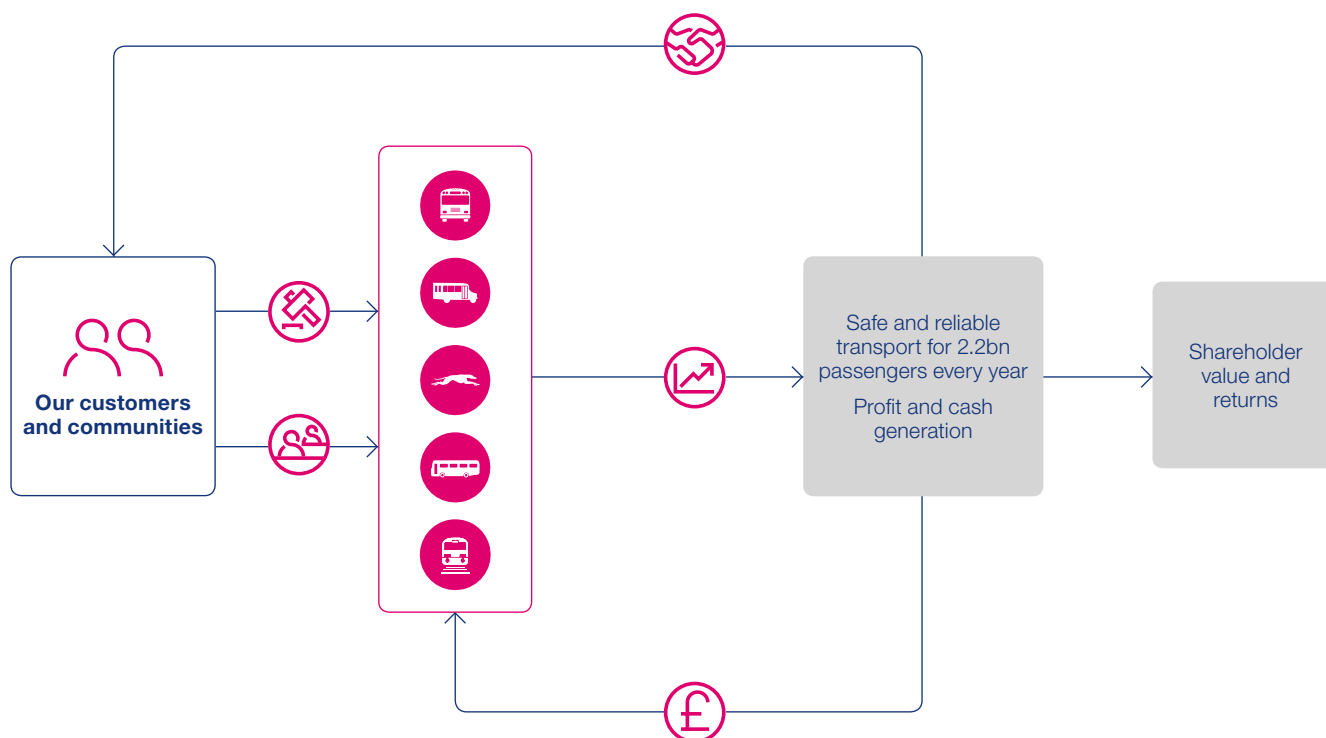 Our customers
and communities
Safe and reliable
transport for 2.2bn
passengers every year
Profit and cash
generation
Shareholder
value and
returns
£